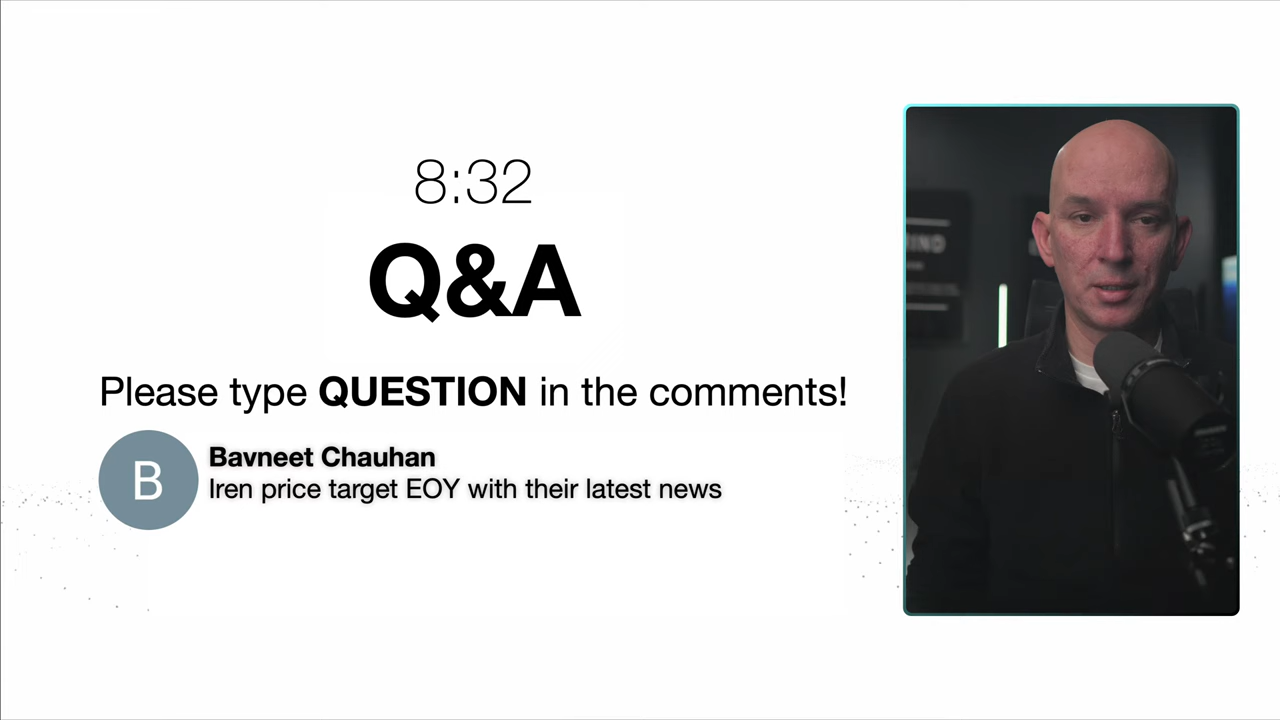 8:32
Q&A
Please type QUESTION in the comments!
B
Bavneet Chauhan
Iren price target EOY with their latest news